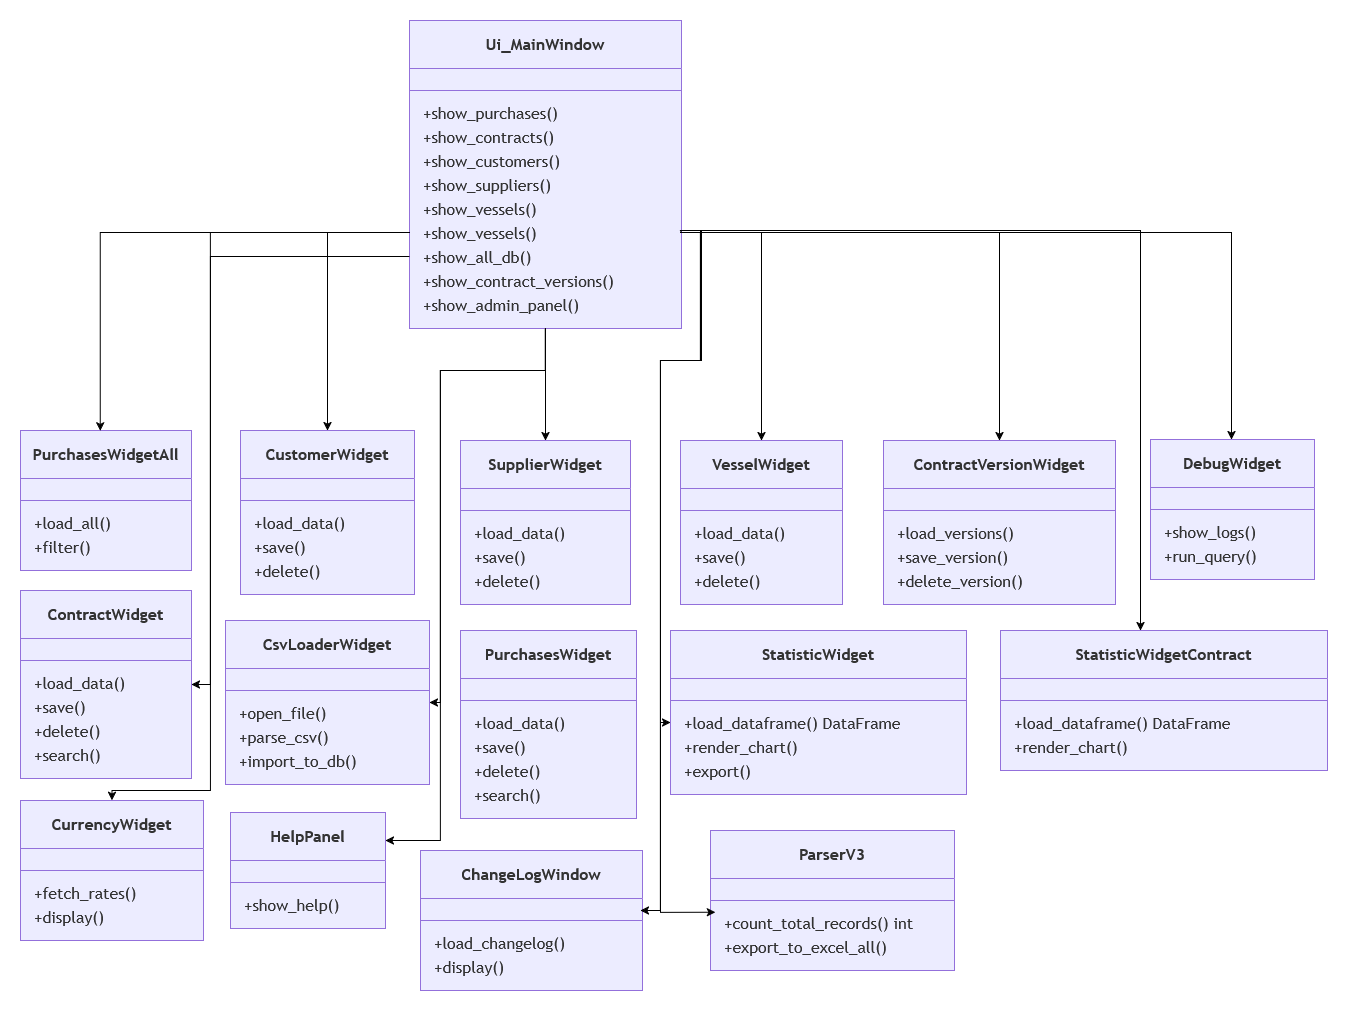 Ui_MainWindow
+show_purchases()
+show_contracts()
+show_customers()
+show_suppliers()
+show_vessels()
+show_vessels()
+show_all_db()
+show_contract_versions()
+show_admin_panel()
PurchasesWidgetAll
+load_all()
+filter()
CustomerWidget
+load_data()
+save()
+delete()
SupplierWidget
+load_data()
+save()
+delete()
VesselWidget
+load_data()
+save()
+delete()
ContractVersionWidget
+load_versions()
+save_version()
+delete_version()
DebugWidget
+show_logs()
+run_query()
ContractWidget
+load_data()
+save()
+delete()
+search()
CsvLoaderWidget
+open_file()
+parse_csv()
+import_to_db()
PurchasesWidget
+load_data()
+save()
+delete()
+search()
StatisticWidget
+load_dataframe() DataFrame
+render_chart()
+export()
StatisticWidgetContract
+load_dataframe() DataFrame
+render_chart()
CurrencyWidget
+fetch_rates()
+display()
HelpPanel
+show_help()
ChangeLogWindow
+load_changelog()
+display()
ParserV3
+count_total_records() int
+export_to_excel_all()